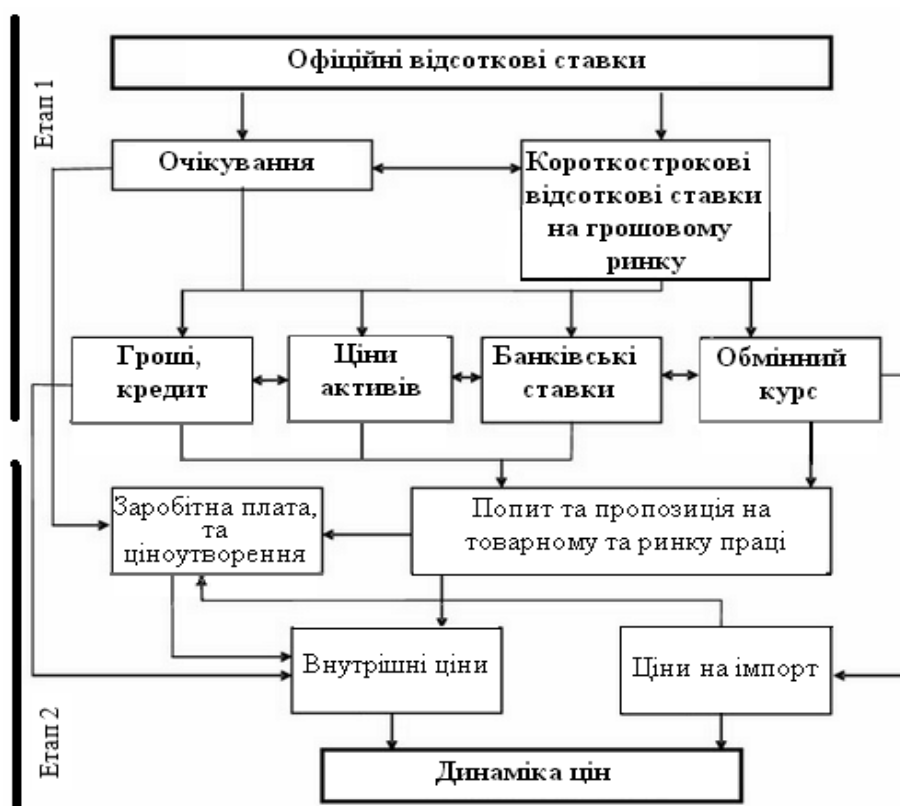 Офіційні відсоткові ставки
Етап 1
Очікування
Короткострокові
відсоткові ставки
на грошовому
ринку
Гроші,
кредит
Ціни
активів
Банківські
ставки
Обмінний
курс
Заробітна плата,
та
ціноутворення
Попит та пропозиція на
товарному та ринку праці
Внутрішні ціни
Ціни на імпорт
Етап 2
Динаміка цін